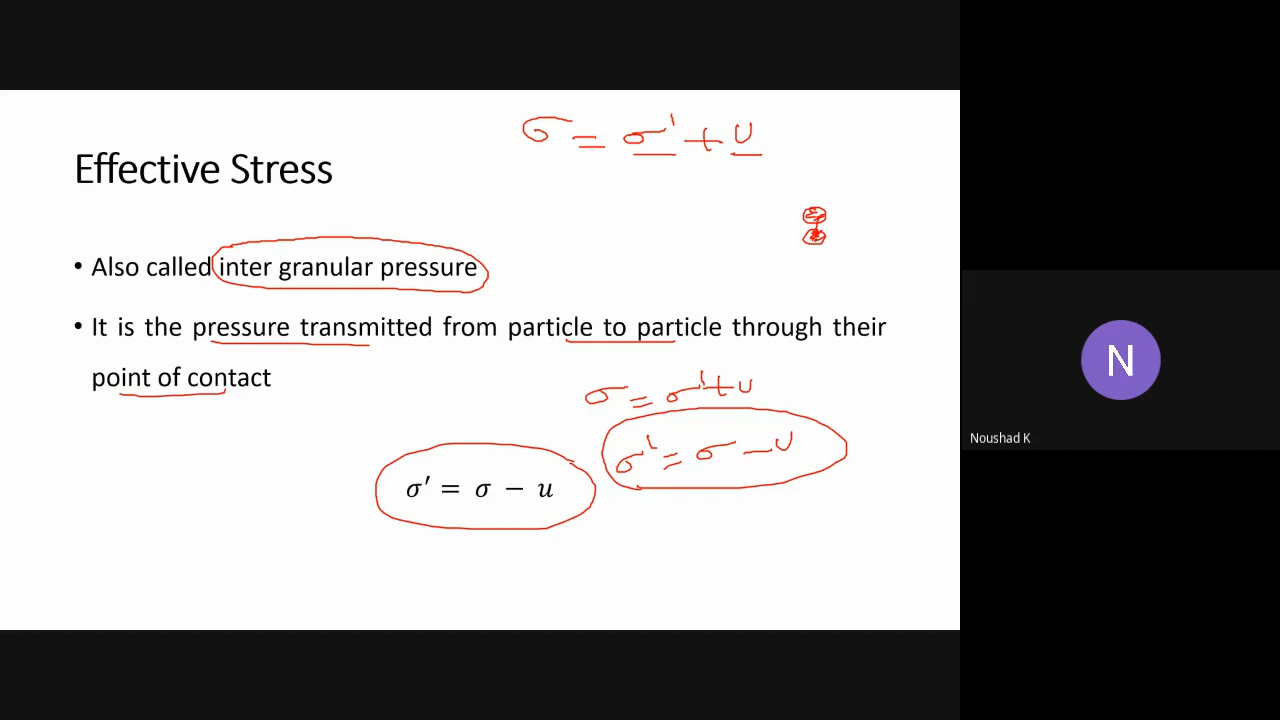 σ = σ' + u
Effective Stress
• Also called inter granular pressure
• It is the pressure transmitted from particle to particle through their
point of contact
σ = σ' + u
σ' = σ - u
σ′ = σ − u
N
Noushad K